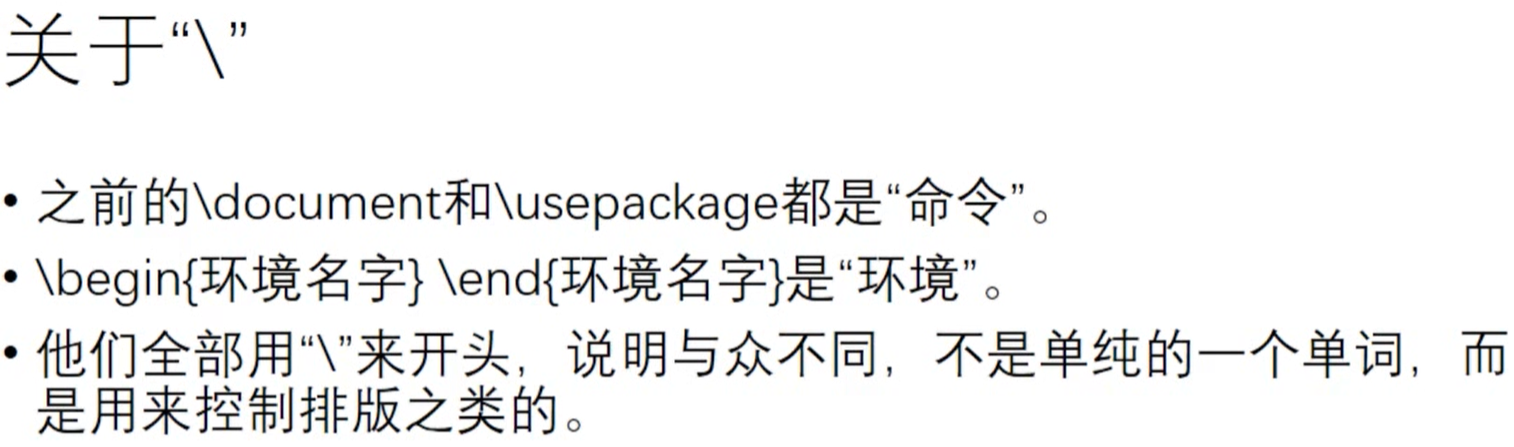 关于“\”
• 之前的\document和\usepackage都是“命令”。
• \begin{环境名字} \end{环境名字}是“环境”。
• 他们全部用“\”来开头，说明与众不同，不是单纯的一个单词，而
是用来控制排版之类的。